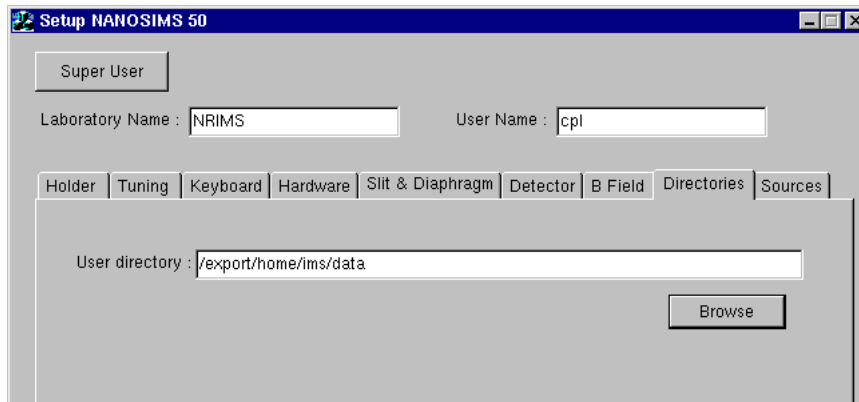 Setup NANOSIMS 50
Super User
Laboratory Name : NRIMS User Name : cpl
Holder Tuning Keyboard Hardware Slit & Diaphragm Detector B Field Directories Sources
User directory : /export/home/ims/data
Browse